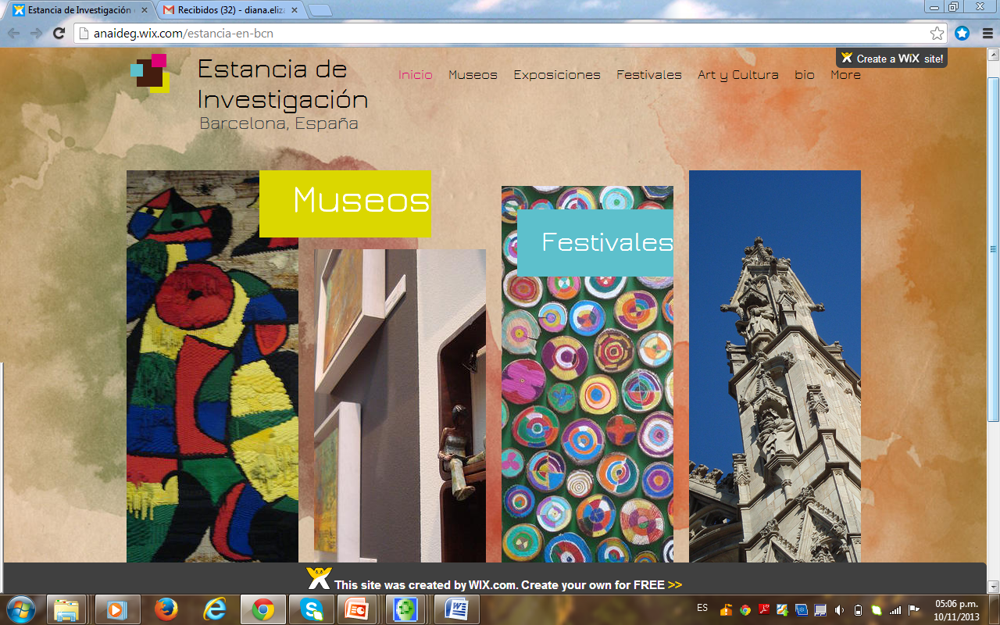 Estancia de Investigación
Recibidos (32) - diana.eliz
anaideg.wix.com/estancia-en-bcn
Create a WiX site!
Estancia de
Investigación
Barcelona, España
Inicio Museos Exposiciones Festivales Art y Cultura bio More
Museos
Festivales
This site was created by WIX.com. Create your own for FREE >>
ES
05:06 p.m.
10/11/2013